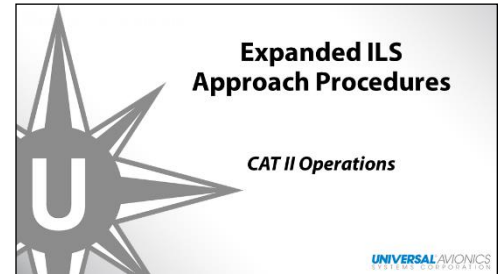 Expanded ILS
Approach Procedures
CAT II Operations
U
UNIVERSAL AVIONICS
SYSTEMS CORPORATION